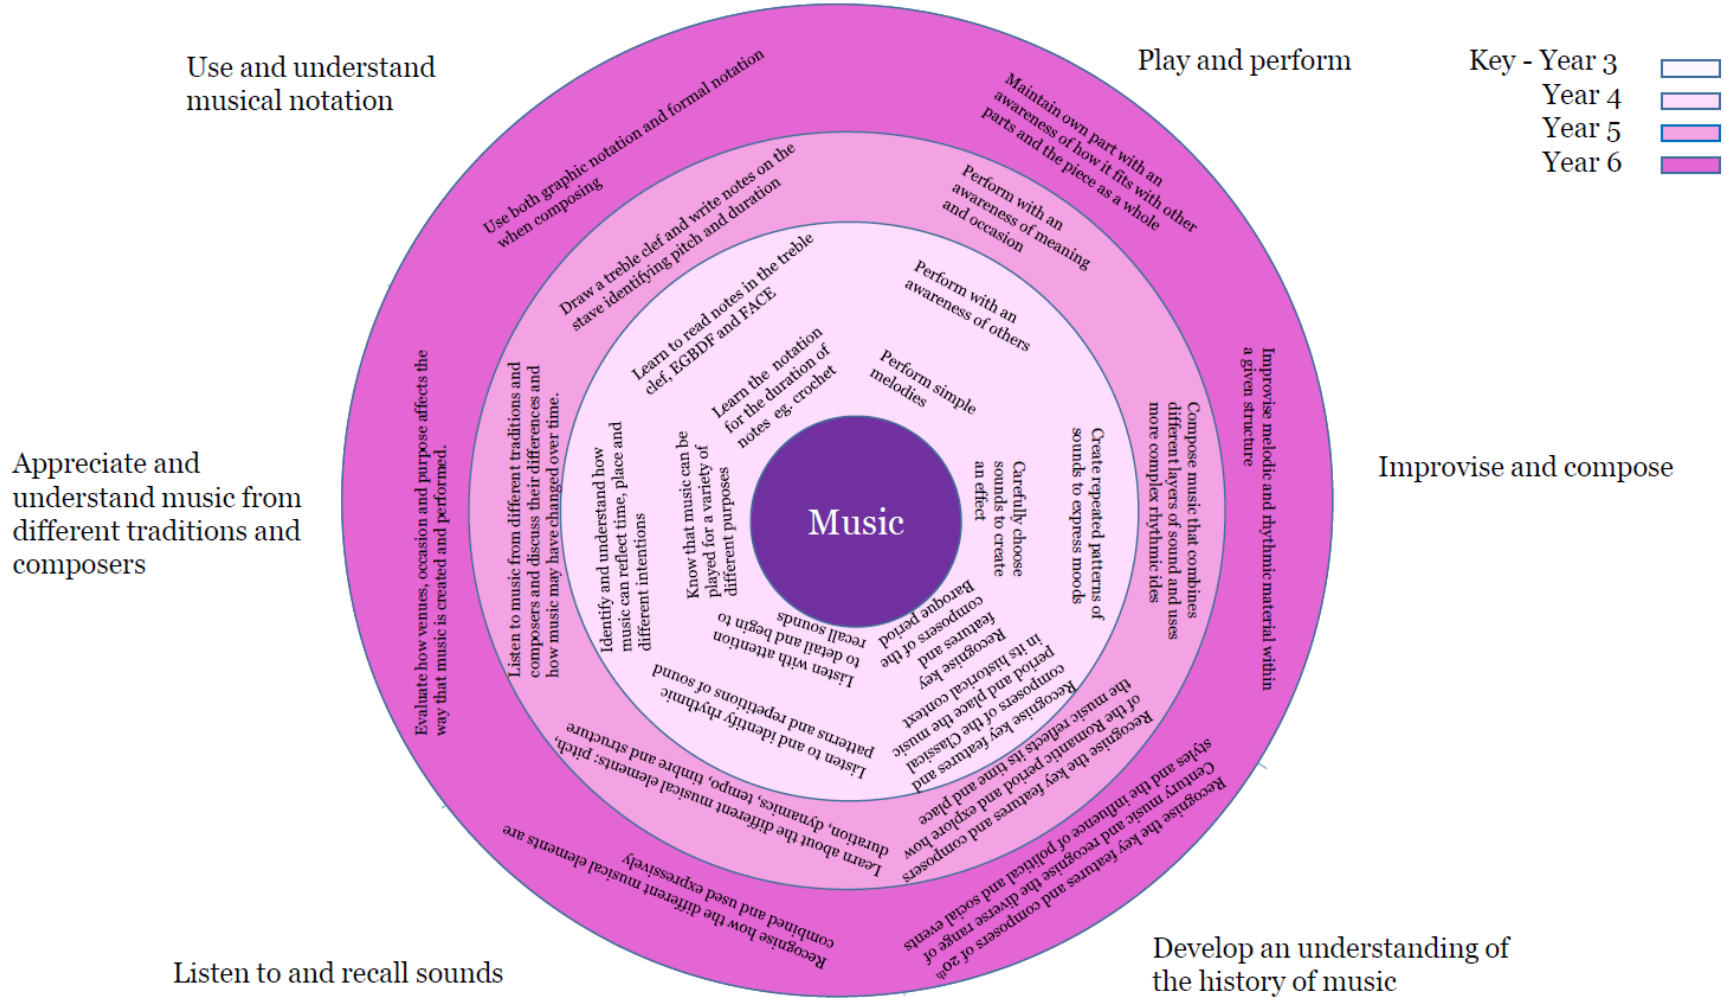 Use and understand
musical notation
Play and perform
Key - Year 3
Year 4
Year 5
Year 6
Improvise and compose
Develop an understanding of
the history of music
Listen to and recall sounds
Appreciate and
understand music from
different traditions and
composers
Music
Use both graphic notation and formal notation
when composing
Draw a treble clef and write notes on the
stave identifying pitch and duration
Learn to read notes in the treble
clef, EGBDF and FACE
Learn the notation
for the duration of
notes eg. crochet
Maintain own part with an
awareness of how it fits with other
parts and the piece as a whole
Perform with an
awareness of meaning
and occasion
Perform with an
awareness of others
Perform simple
melodies
Improvise melodic and rhythmic material within
a given structure
Compose music that combines
different layers of sound and uses
more complex rhythmic ides
Create repeated patterns of
sounds to express moods
Carefully choose
sounds to create
an effect
Recognise key
features and
composers of the
Baroque period
Recognise key features and
composers of the Classical
period and place the music
in its historical context
Recognise the key features and composers
of the Romantic period and explore how
the music reflects its time and place
Recognise the key features and composers of 20th
Century music and recognise the diverse range of
styles and the influence of political and social events
Listen with attention
to detail and begin to
recall sounds
Listen to and identify rhythmic
patterns and repetitions of sound
Learn about the different musical elements: pitch,
duration, dynamics, tempo, timbre and structure
Recognise how the different musical elements are
combined and used expressively
Know that music can be
played for a variety of
different purposes
Identify and understand how
music can reflect time, place and
different intentions
Listen to music from different traditions and
composers and discuss their differences and
how music may have changed over time.
Evaluate how venues, occasion and purpose affects the
way that music is created and performed.